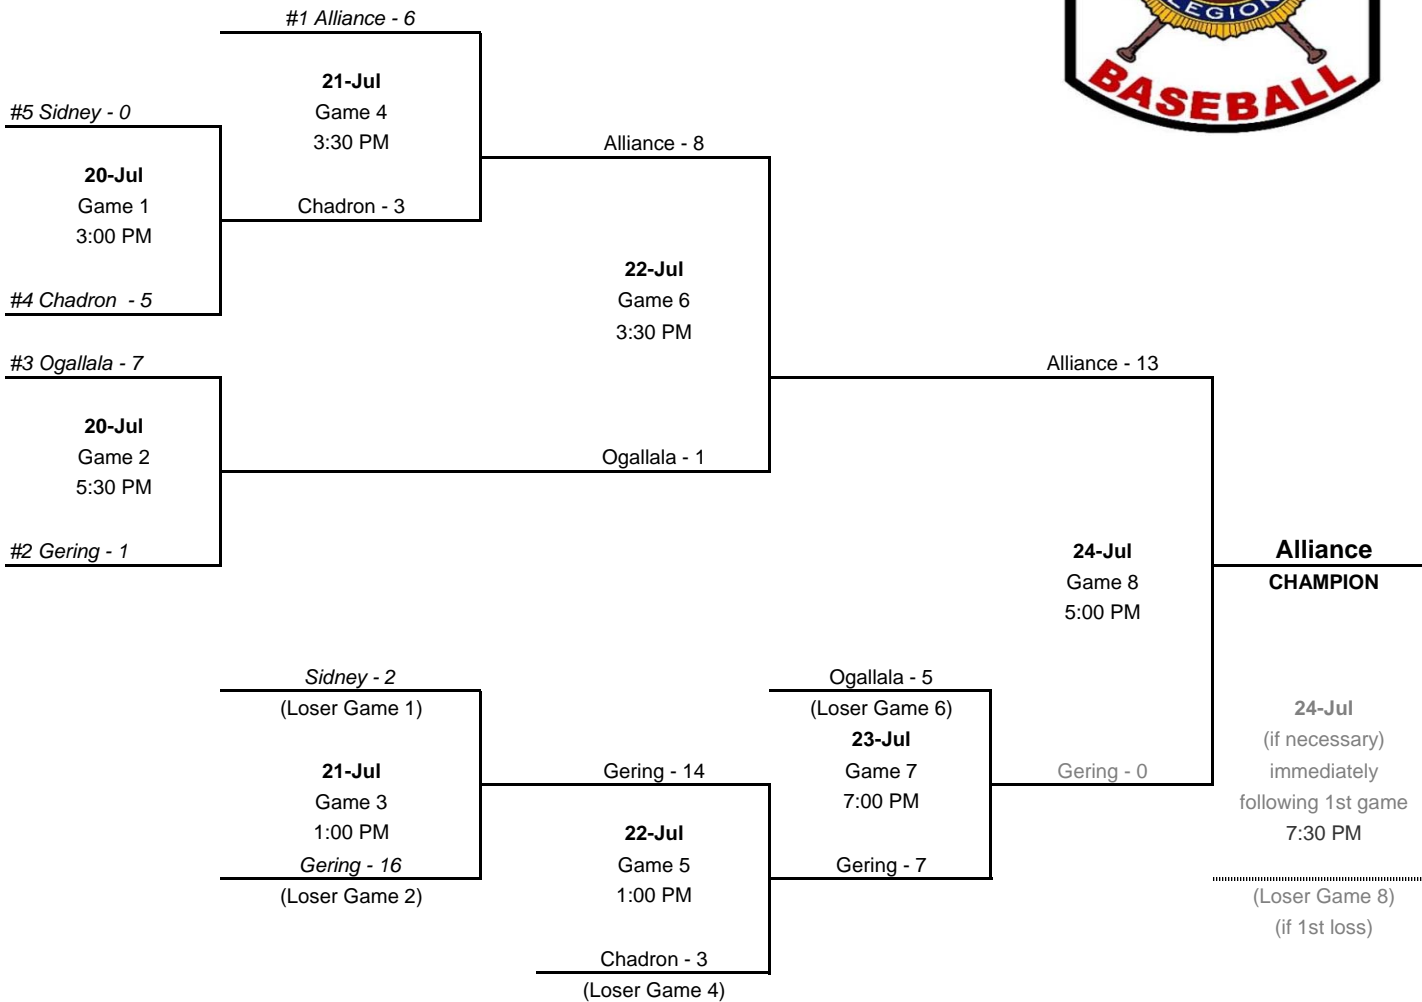 #1 Alliance - 6
LEGION
BASEBALL
21-Jul
Game 4
3:30 PM
#5 Sidney - 0
Alliance - 8
20-Jul
Game 1
3:00 PM
Chadron - 3
22-Jul
Game 6
3:30 PM
#4 Chadron  - 5
#3 Ogallala - 7
Alliance - 13
20-Jul
Game 2
5:30 PM
Ogallala - 1
#2 Gering - 1
24-Jul
Game 8
5:00 PM
Alliance
CHAMPION
Sidney - 2
(Loser Game 1)
Ogallala - 5
(Loser Game 6)
24-Jul
(if necessary)
immediately
following 1st game
7:30 PM
21-Jul
Game 3
1:00 PM
Gering - 14
23-Jul
Game 7
7:00 PM
Gering - 0
Gering - 16
(Loser Game 2)
22-Jul
Game 5
1:00 PM
Gering - 7
(Loser Game 8)
(if 1st loss)
Chadron - 3
(Loser Game 4)